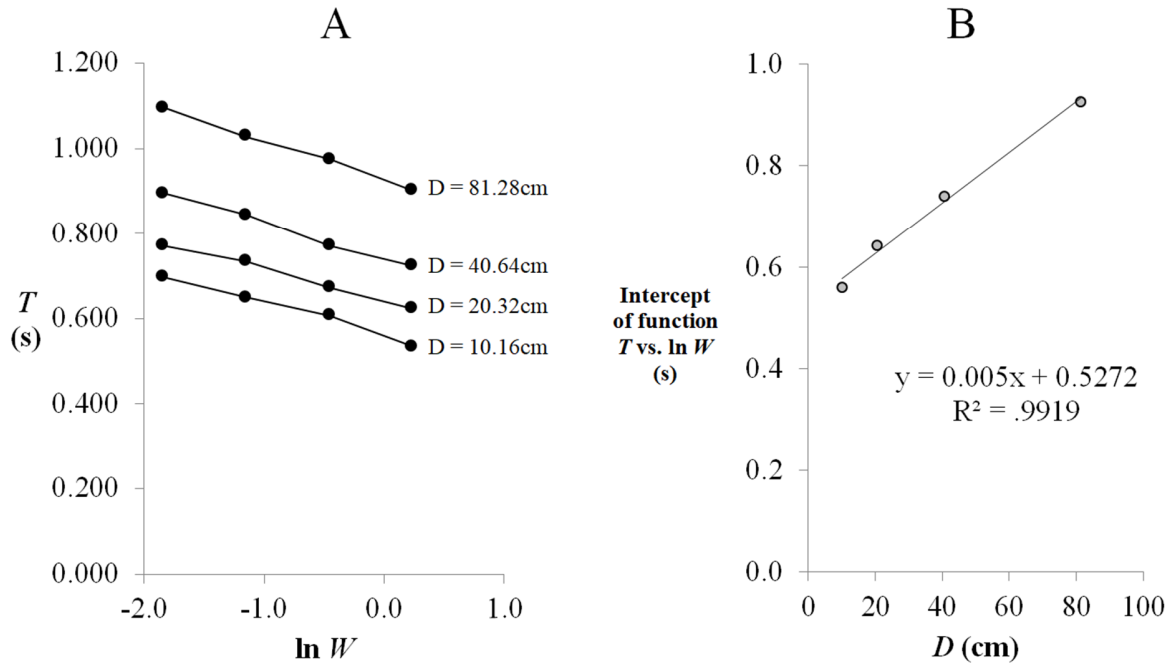 A
1.200
1.000
0.800
0.600
0.400
0.200
0.000
T
(s)
D = 81.28cm
D = 40.64cm
D = 20.32cm
D = 10.16cm
-2.0 -1.0 0.0 1.0
ln W
B
1.0
0.8
0.6
0.4
0.2
0.0
Intercept
of function
T vs. ln W
(s)
y = 0.005x + 0.5272
R² = .9919
0 20 40 60 80 100
D (cm)